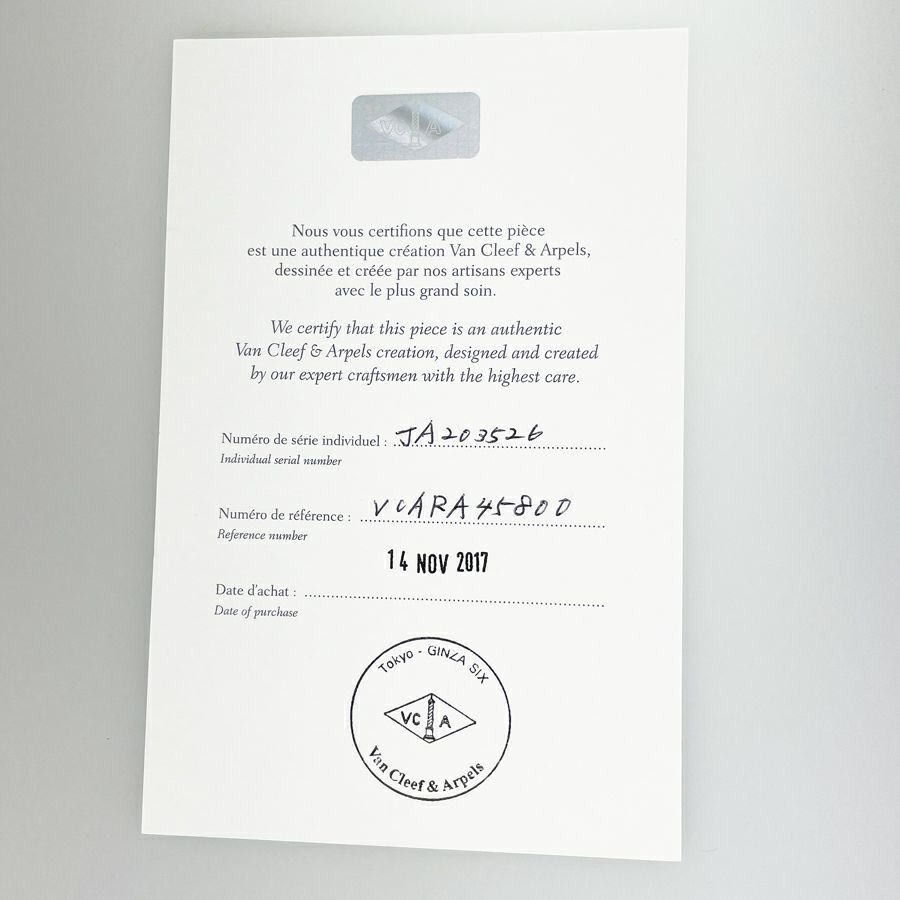 VC A
Nous vous certifions que cette pièce
est une authentique création Van Cleef & Arpels,
dessinée et créée par nos artisans experts
avec le plus grand soin.
We certify that this piece is an authentic
Van Cleef & Arpels creation, designed and created
by our expert craftsmen with the highest care.
Numéro de série individuel : JA203526
Individual serial number
Numéro de référence : VCARA45800
Reference number
14 NOV 2017
Date d'achat :
Date of purchase
Tokyo - GINZA SIX
VC A
Van Cleef & Arpels